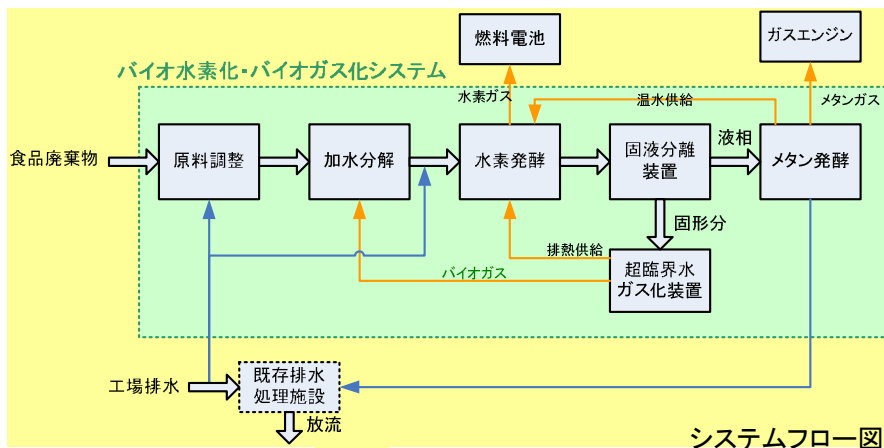 燃料電池
ガスエンジン
バイオ水素化・バイオガス化システム
水素ガス
温水供給
メタンガス
食品廃棄物
原料調整
加水分解
水素発酵
固液分離
装置
液相
メタン発酵
固形分
排熱供給
バイオガス
超臨界水
ガス化装置
工場排水
既存排水
処理施設
放流
システムフロー図